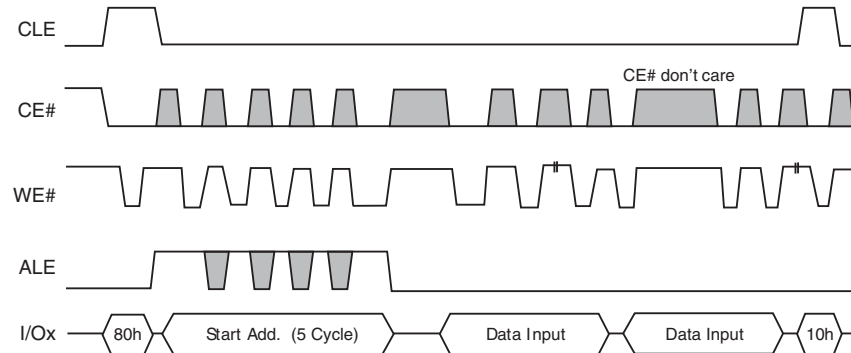 CLE
CE# don't care
CE#
WE#
ALE
I/Ox 80h Start Add. (5 Cycle) Data Input Data Input 10h